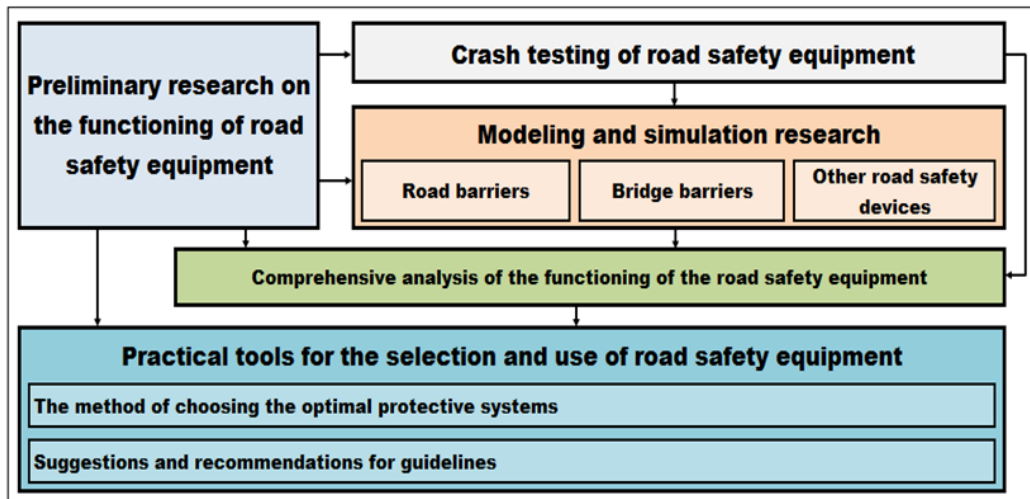 Preliminary research on
the functioning of road
safety equipment
Crash testing of road safety equipment
Modeling and simulation research
Road barriers
Bridge barriers
Other road safety
devices
Comprehensive analysis of the functioning of the road safety equipment
Practical tools for the selection and use of road safety equipment
The method of choosing the optimal protective systems
Suggestions and recommendations for guidelines